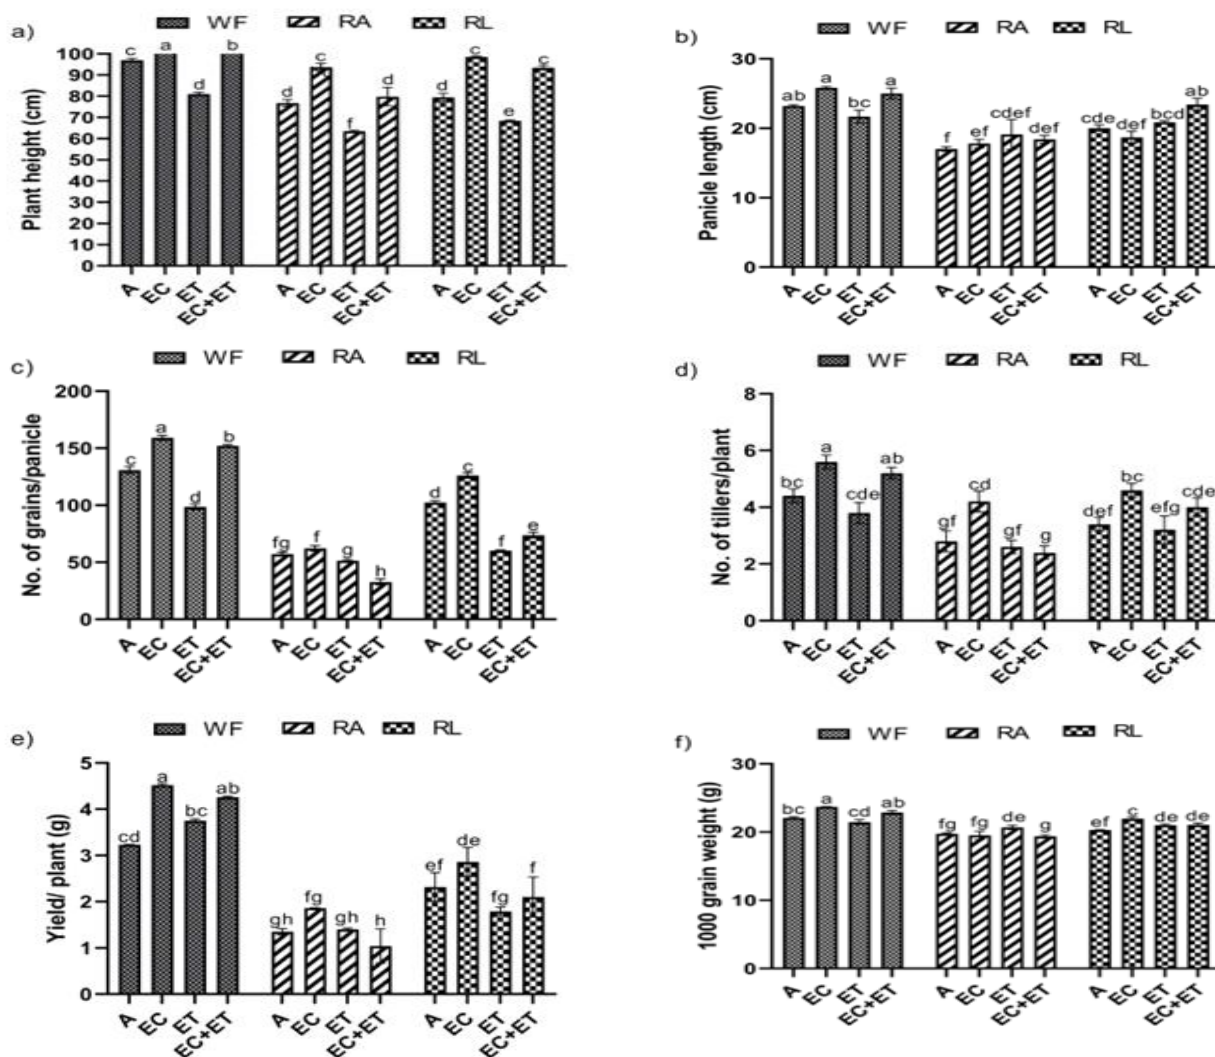 a)
WF RA RL
Plant height (cm)
100
90
80
70
60
50
40
30
20
10
0
c a d b d c f d d c e c
A EC ET EC+ET A EC ET EC+ET A EC ET EC+ET
b)
WF RA RL
Panicle length (cm)
30
20
10
0
ab a bc a f ef cdef def cde def bcd ab
A EC ET EC+ET A EC ET EC+ET A EC ET EC+ET
c)
WF RA RL
No. of grains/panicle
200
150
100
50
0
c a d b fg f g h d c f e
A EC ET EC+ET A EC ET EC+ET A EC ET EC+ET
d)
WF RA RL
No. of tillers/plant
8
6
4
2
0
bc a cde ab gf cd gf g def bc efg cde
A EC ET EC+ET A EC ET EC+ET A EC ET EC+ET
e)
WF RA RL
Yield/ plant (g)
5
4
3
2
1
0
cd a bc ab gh fg gh h ef de fg f
A EC ET EC+ET A EC ET EC+ET A EC ET EC+ET
f)
WF RA RL
1000 grain weight (g)
30
20
10
0
bc a cd ab fg fg de g ef c de de
A EC ET EC+ET A EC ET EC+ET A EC ET EC+ET